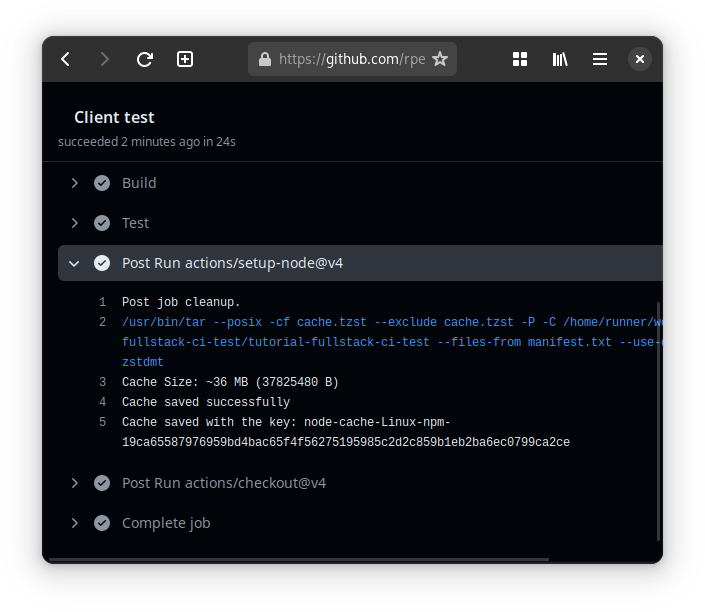 https://github.com/rpe
Client test
succeeded 2 minutes ago in 24s
Build
Test
Post Run actions/setup-node@v4
1 Post job cleanup.
2 /usr/bin/tar --posix -cf cache.tzst --exclude cache.tzst -P -C /home/runner/w
fullstack-ci-test/tutorial-fullstack-ci-test --files-from manifest.txt --use-
zstdmt
3 Cache Size: ~36 MB (37825480 B)
4 Cache saved successfully
5 Cache saved with the key: node-cache-Linux-npm-
19ca65587976959bd4bac65f4f56275195985c2d2c859b1eb2ba6ec0799ca2ce
Post Run actions/checkout@v4
Complete job